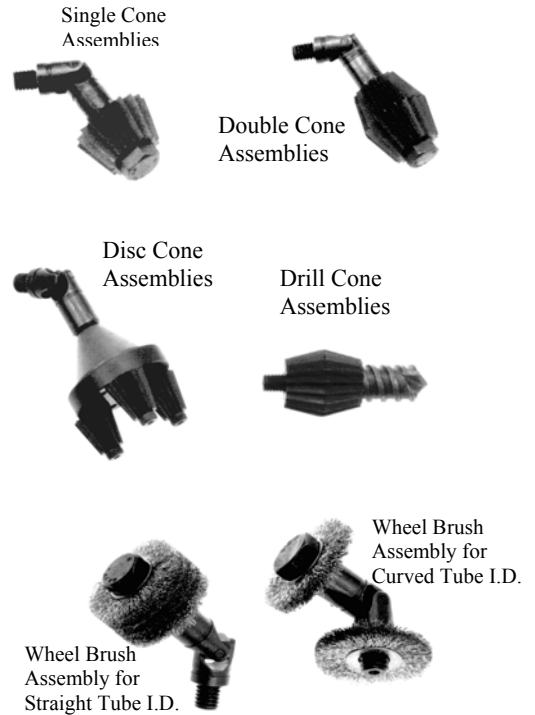 Single Cone
Assemblies
Double Cone
Assemblies
Disc Cone
Assemblies
Drill Cone
Assemblies
Wheel Brush
Assembly for
Curved Tube I.D.
Wheel Brush
Assembly for
Straight Tube I.D.